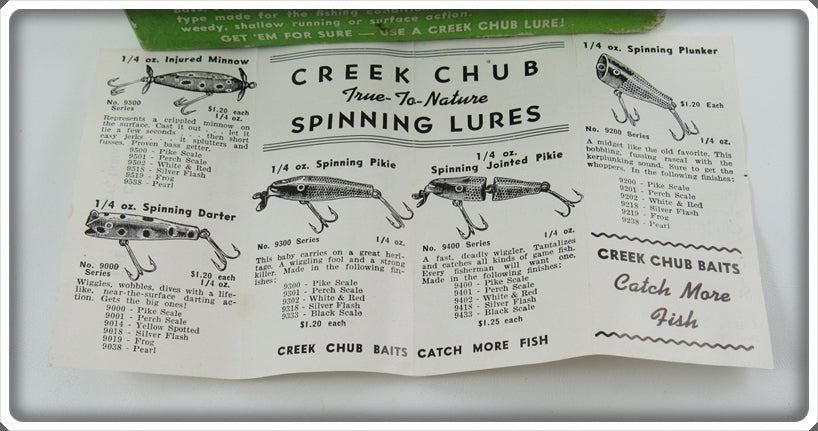 type made for the fishing conditions
weedy, shallow running or surface action.
GET 'EM FOR SURE — USE A CREEK CHUB LURE!
1/4 oz. Injured Minnow
No. 9500
Series
$1.20 each
1/4 oz.
Represents a crippled minnow on
the surface. Cast it out . . . let it
lie a few seconds . . . then short
easy jerks . . . it splutters and
fusses. Proven bass getter.
9500 - Pike Scale
9501 - Perch Scale
9502 - White & Red
9518 - Silver Flash
9519 - Frog
9538 - Pearl
1/4 oz. Spinning Darter
No. 9000
Series
$1.20 each
1/4 oz.
Wiggles, wobbles, dives with a life-
like, near-the-surface darting ac-
tion. Gets the big ones!
9000 - Pike Scale
9001 - Perch Scale
9014 - Yellow Spotted
9018 - Silver Flash
9019 - Frog
9038 - Pearl
CREEK CHUB
True-To-Nature
SPINNING LURES
1/4 oz. Spinning Pikie
No. 9300 Series
1/4 oz.
This baby carries on a great heri-
tage. A wiggling fool and a strong
killer. Made in the following fin-
ishes:
9300 - Pike Scale
9301 - Perch Scale
9302 - White & Red
9318 - Silver Flash
9333 - Black Scale
$1.20 each
1/4 oz.
Spinning Jointed Pikie
No. 9400 Series
1/4 oz.
A fast, deadly wiggler. Tantalizes
and catches all kinds of game fish.
Every fisherman will want one.
Made in the following finishes:
9400 - Pike Scale
9401 - Perch Scale
9402 - White & Red
9418 - Silver Flash
9433 - Black Scale
$1.25 each
CREEK CHUB BAITS CATCH MORE FISH
1/4 oz. Spinning Plunker
$1.20 Each
No. 9200 Series
1/4 oz.
A midget like the old favorite. This
bobbling, fussing rascal with the
kerplunking sound. Sure to get the
whoppers. In the following finishes:
9200 - Pike Scale
9201 - Perch Scale
9202 - White & Red
9218 - Silver Flash
9219 - Frog
9238 - Pearl
CREEK CHUB BAITS
Catch More
Fish